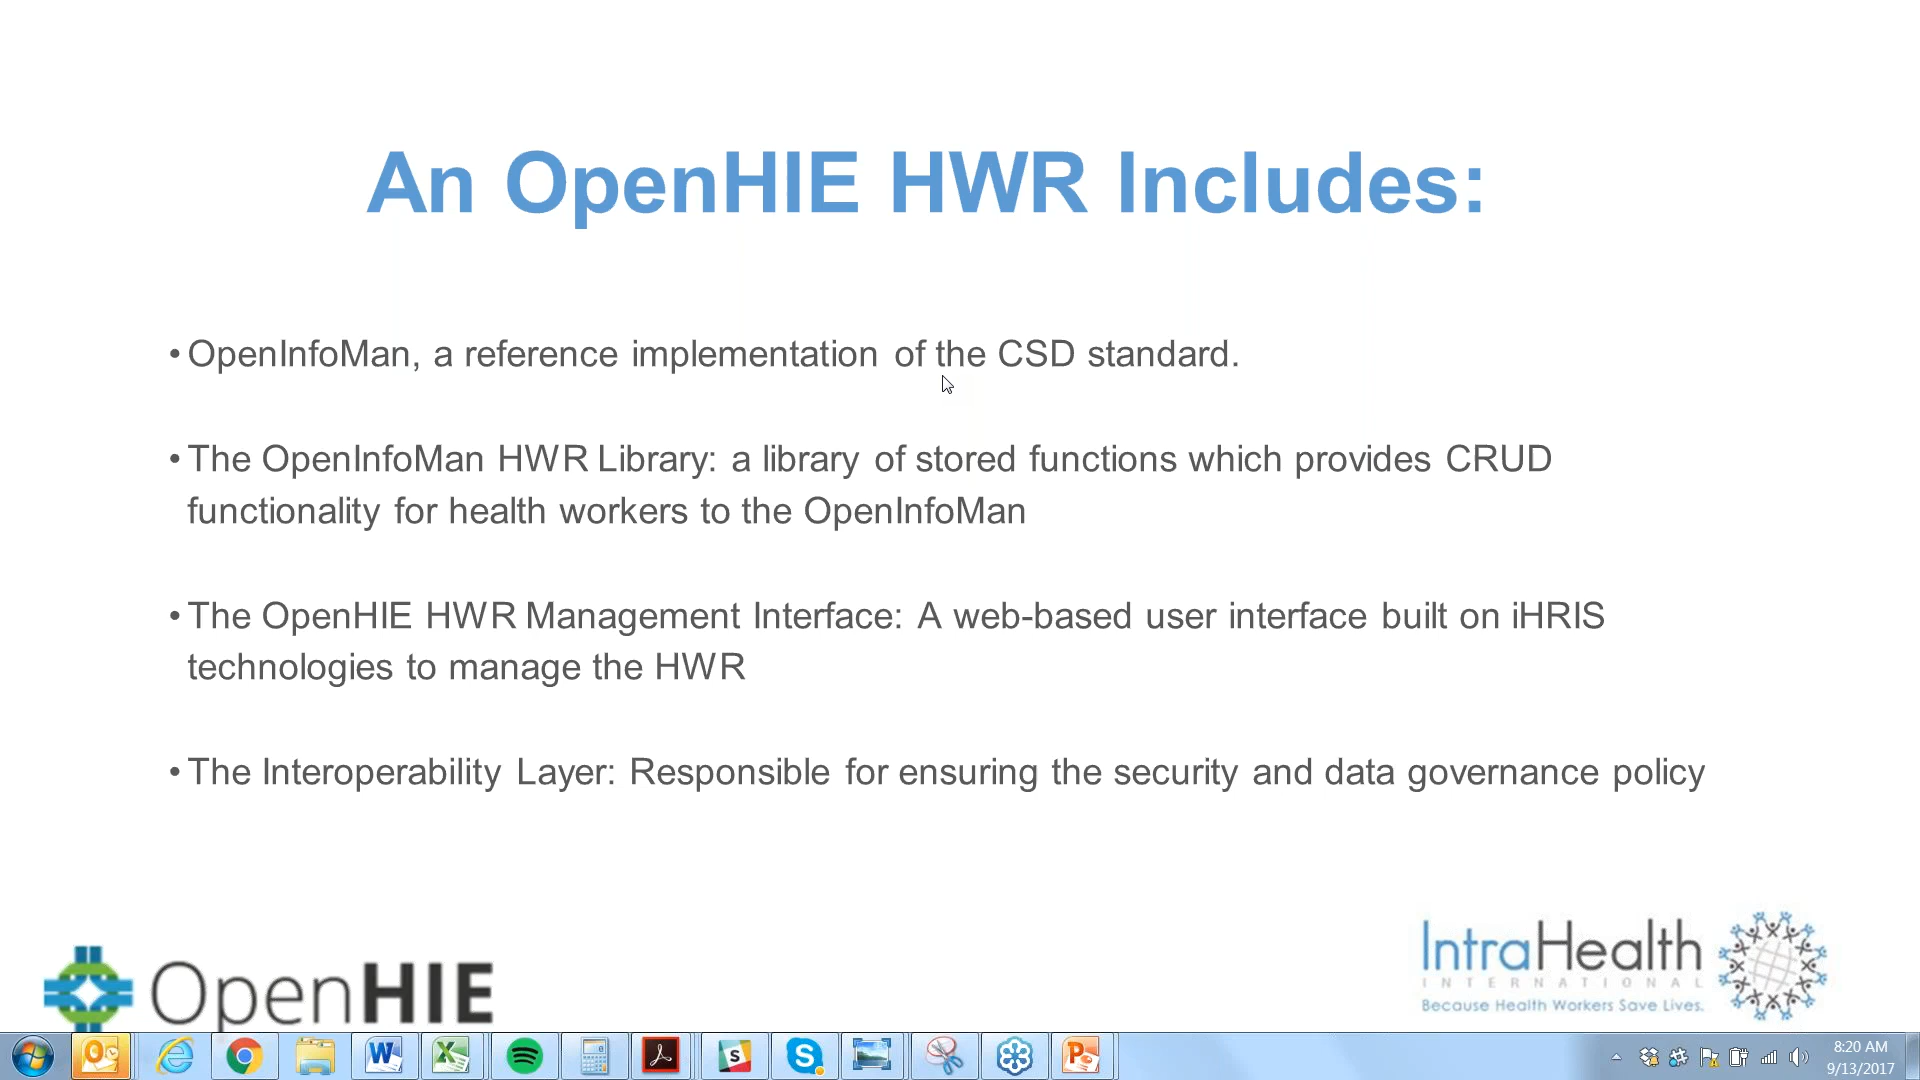 An OpenHIE HWR Includes:
• OpenInfoMan, a reference implementation of the CSD standard.
• The OpenInfoMan HWR Library: a library of stored functions which provides CRUD
functionality for health workers to the OpenInfoMan
• The OpenHIE HWR Management Interface: A web-based user interface built on iHRIS
technologies to manage the HWR
• The Interoperability Layer: Responsible for ensuring the security and data governance policy
OpenHIE
IntraHealth
INTERNATIONAL
Because Health Workers Save Lives.
8:20 AM
9/13/2017